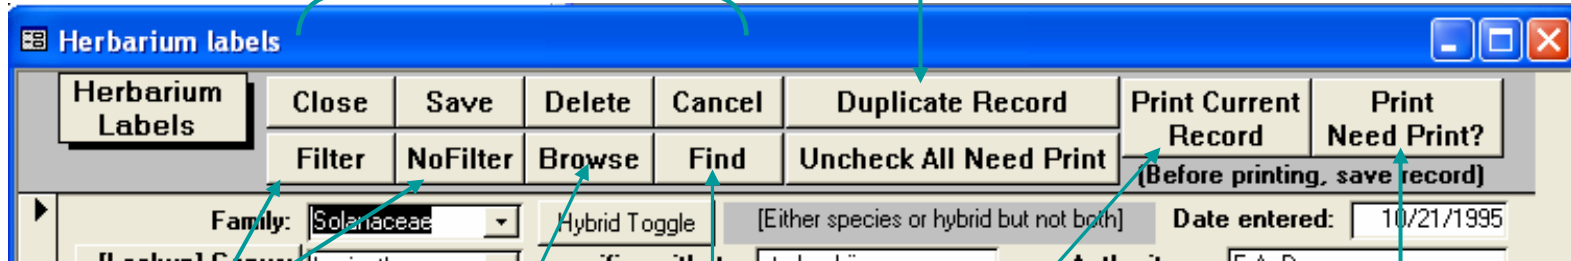 Herbarium labels
Herbarium Labels
Close Save Delete Cancel Duplicate Record Print Current Record Print Need Print?
Filter NoFilter Browse Find Uncheck All Need Print
(Before printing, save record)
Family: Solanaceae Hybrid Toggle [Either species or hybrid but not both] Date entered: 10/21/1995